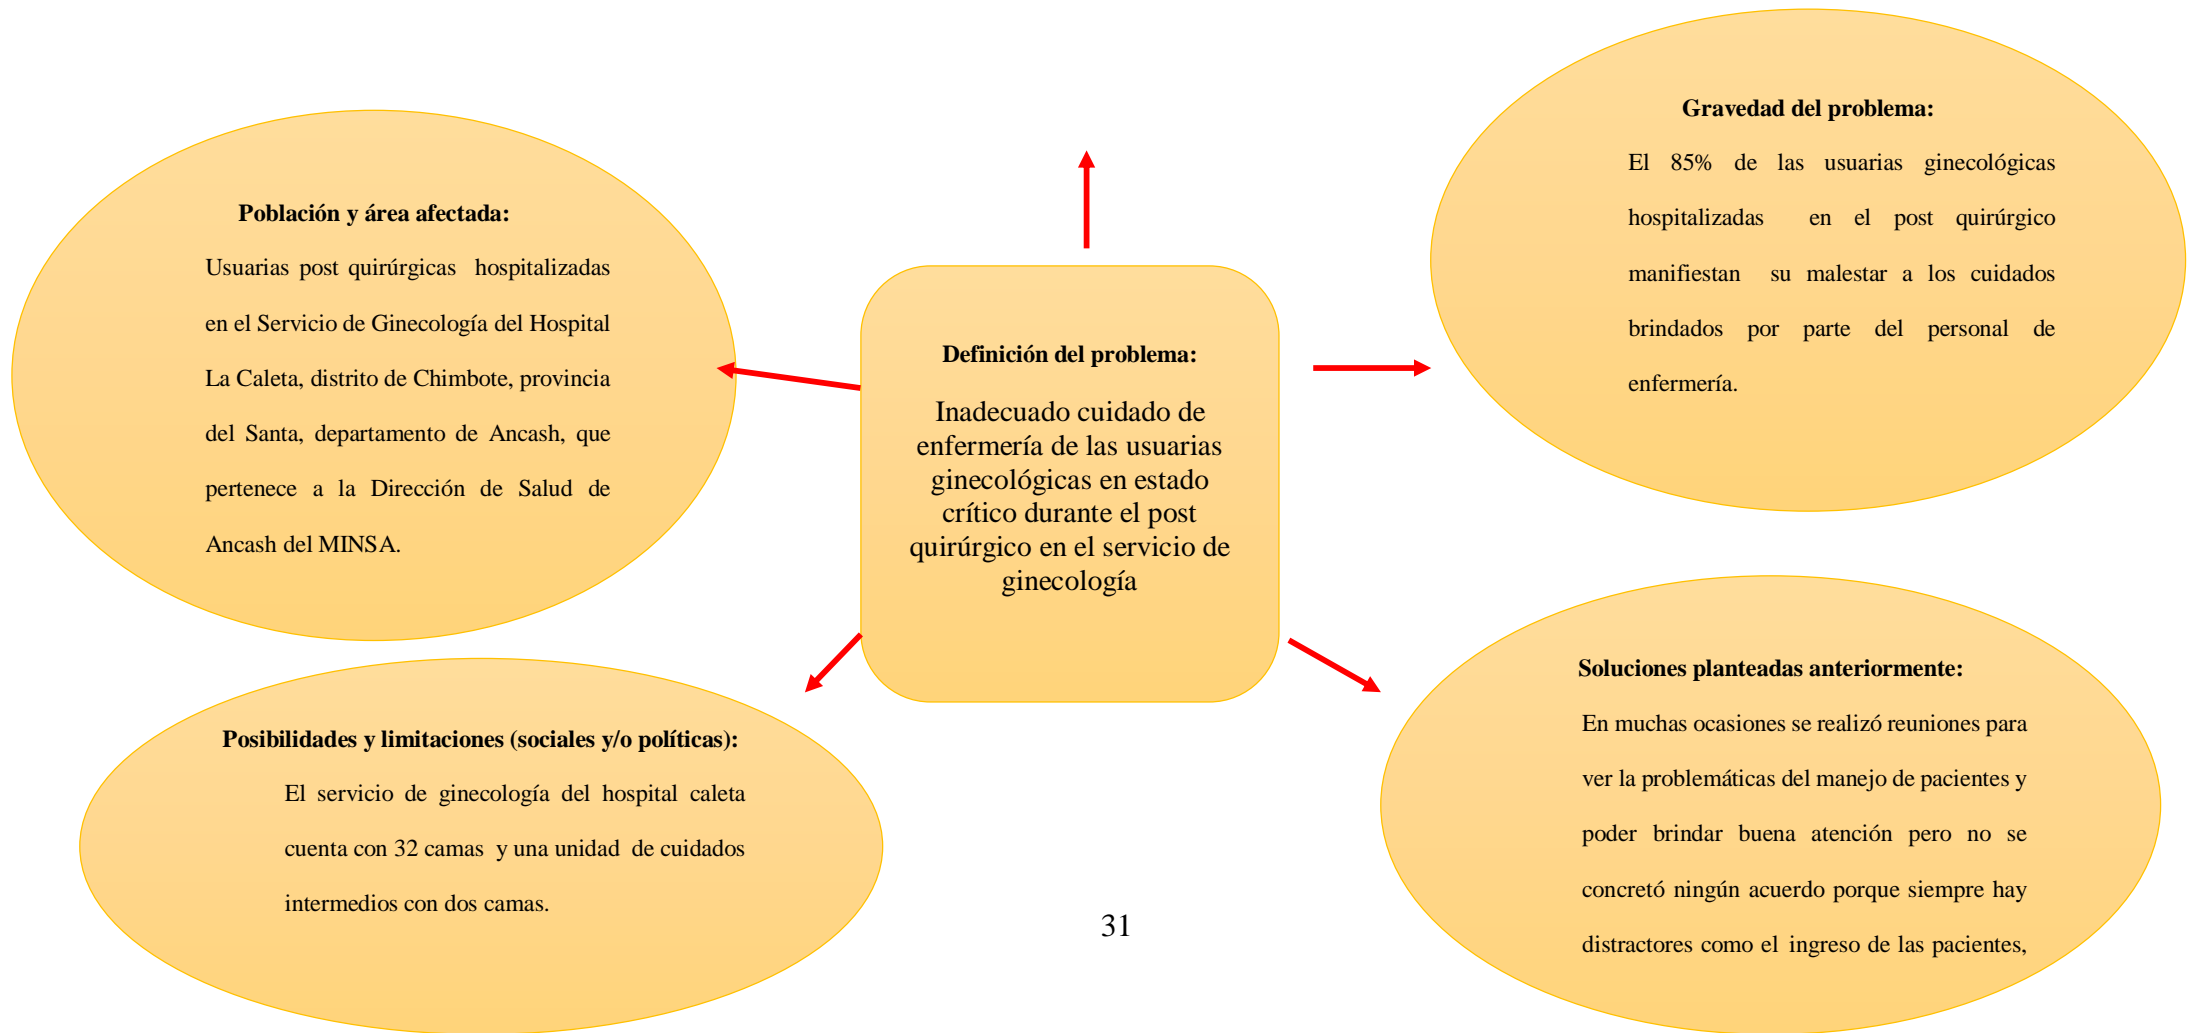 Población y área afectada:
Usuarias post quirúrgicas hospitalizadas
en el Servicio de Ginecología del Hospital
La Caleta, distrito de Chimbote, provincia
del Santa, departamento de Ancash, que
pertenece a la Dirección de Salud de
Ancash del MINSA.
Gravedad del problema:
El 85% de las usuarias ginecológicas
hospitalizadas en el post quirúrgico
manifiestan su malestar a los cuidados
brindados por parte del personal de
enfermería.
Definición del problema:
Inadecuado cuidado de
enfermería de las usuarias
ginecológicas en estado
crítico durante el post
quirúrgico en el servicio de
ginecología
Posibilidades y limitaciones (sociales y/o políticas):
El servicio de ginecología del hospital caleta
cuenta con 32 camas y una unidad de cuidados
intermedios con dos camas.
Soluciones planteadas anteriormente:
En muchas ocasiones se realizó reuniones para
ver la problemáticas del manejo de pacientes y
poder brindar buena atención pero no se
concretó ningún acuerdo porque siempre hay
distractores como el ingreso de las pacientes,
31